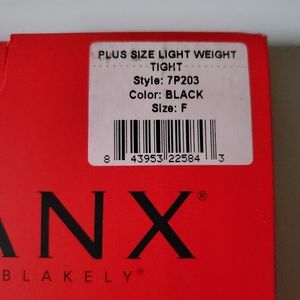 PLUS SIZE LIGHT WEIGHT
TIGHT
Style: 7P203
Color: BLACK
Size: F
8 43953 22584 3
ANX®
BLAKELY®